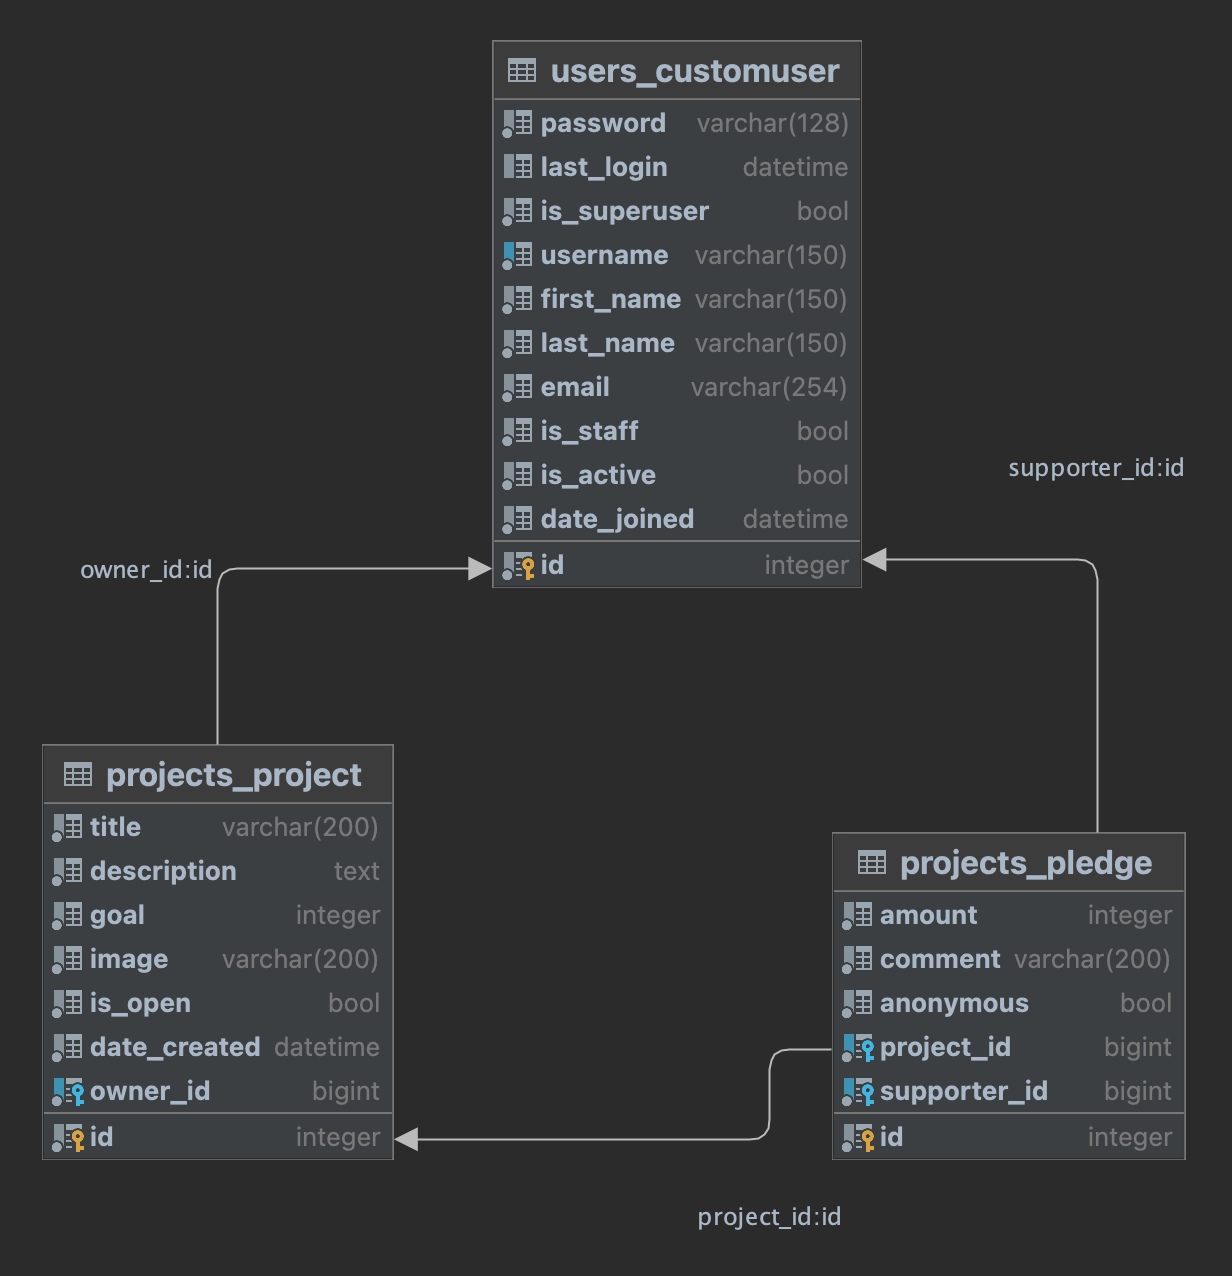 users_customuser
password varchar(128)
last_login datetime
is_superuser bool
username varchar(150)
first_name varchar(150)
last_name varchar(150)
email varchar(254)
is_staff bool
is_active bool
date_joined datetime
id integer
supporter_id:id
owner_id:id
projects_project
title varchar(200)
description text
goal integer
image varchar(200)
is_open bool
date_created datetime
owner_id bigint
id integer
projects_pledge
amount integer
comment varchar(200)
anonymous bool
project_id bigint
supporter_id bigint
id integer
project_id:id